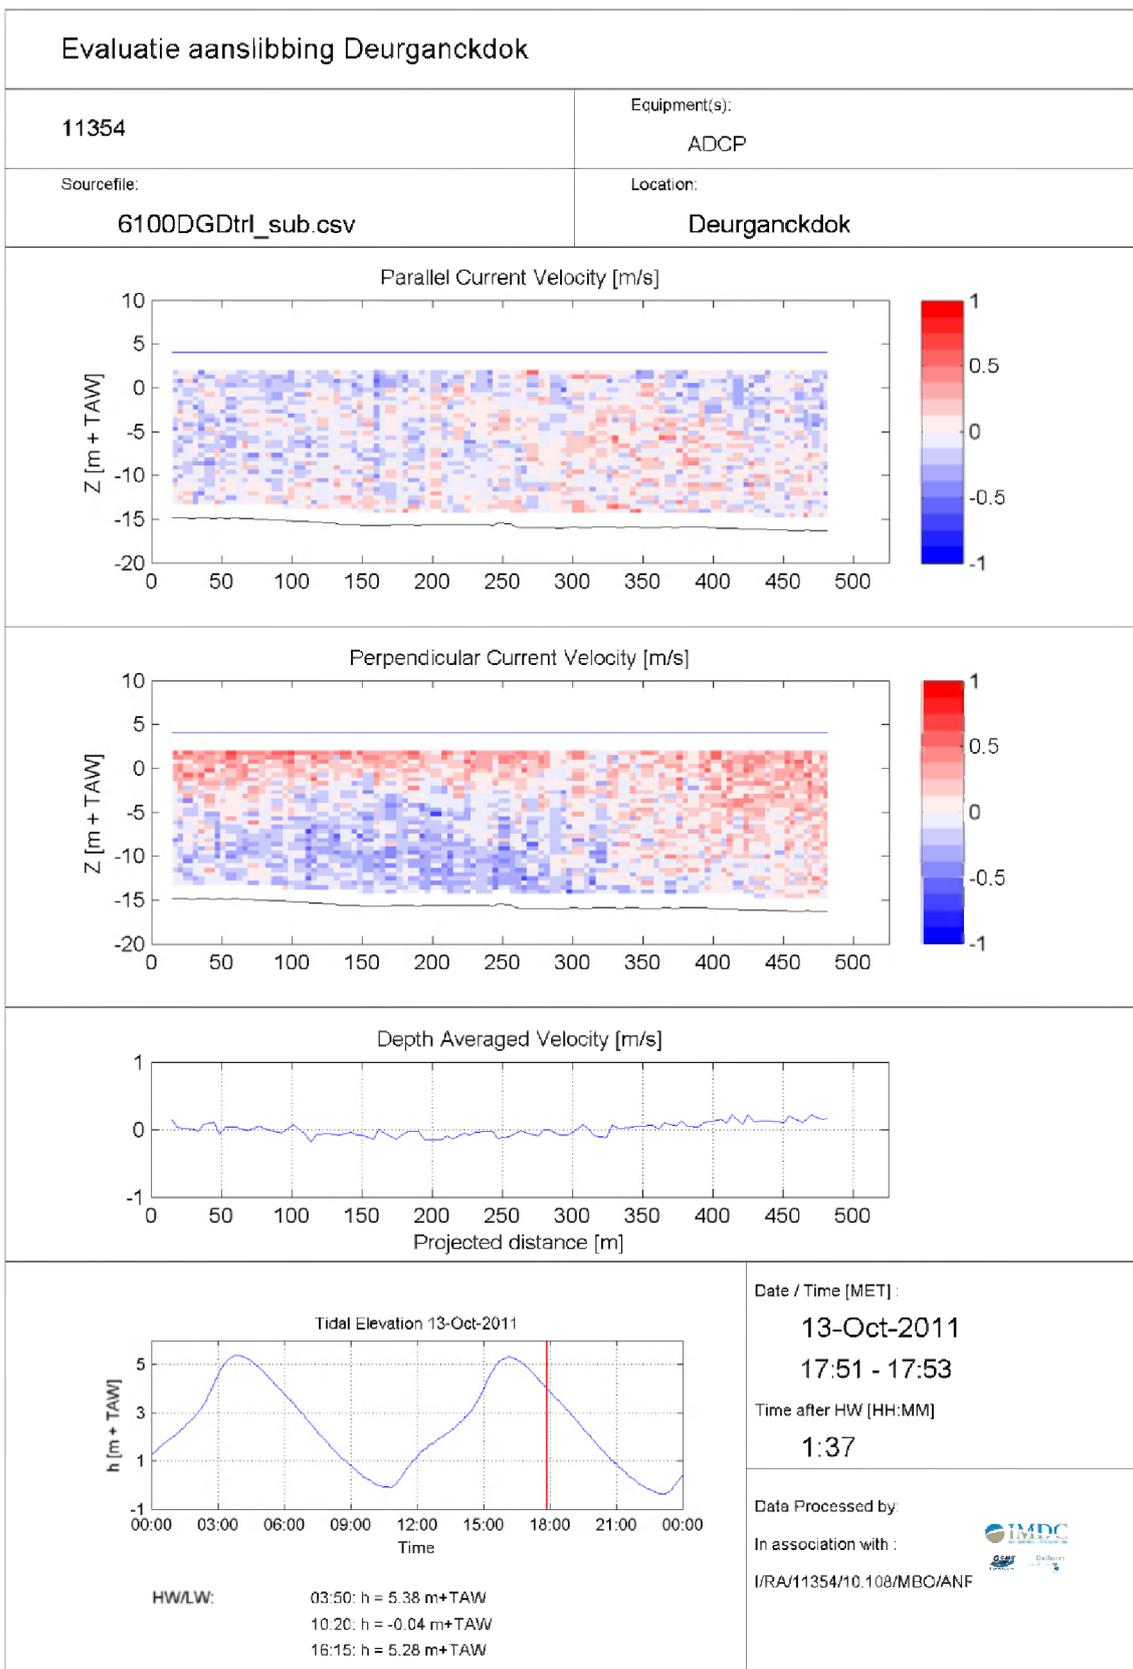 Evaluatie aanslibbing Deurganckdok
11354
Equipment(s):
ADCP
Sourcefile:
6100DGDtrl_sub.csv
Location:
Deurganckdok
Parallel Current Velocity [m/s]
10
5
0
-5
-10
-15
-20
Z [m + TAW]
0 50 100 150 200 250 300 350 400 450 500
1
0.5
0
-0.5
-1
Perpendicular Current Velocity [m/s]
10
5
0
-5
-10
-15
-20
Z [m + TAW]
0 50 100 150 200 250 300 350 400 450 500
1
0.5
0
-0.5
-1
Depth Averaged Velocity [m/s]
1
0
-1
0 50 100 150 200 250 300 350 400 450 500
Projected distance [m]
Tidal Elevation 13-Oct-2011
5
3
1
-1
h [m + TAW]
00:00 03:00 06:00 09:00 12:00 15:00 18:00 21:00 00:00
Time
HW/LW:
03:50: h = 5.38 m+TAW
10:20: h = -0.04 m+TAW
16:15: h = 5.28 m+TAW
Date / Time [MET] :
13-Oct-2011
17:51 - 17:53
Time after HW [HH:MM]
1:37
Data Processed by:
IMDC
In association with :
I/RA/11354/10.108/MBO/ANF